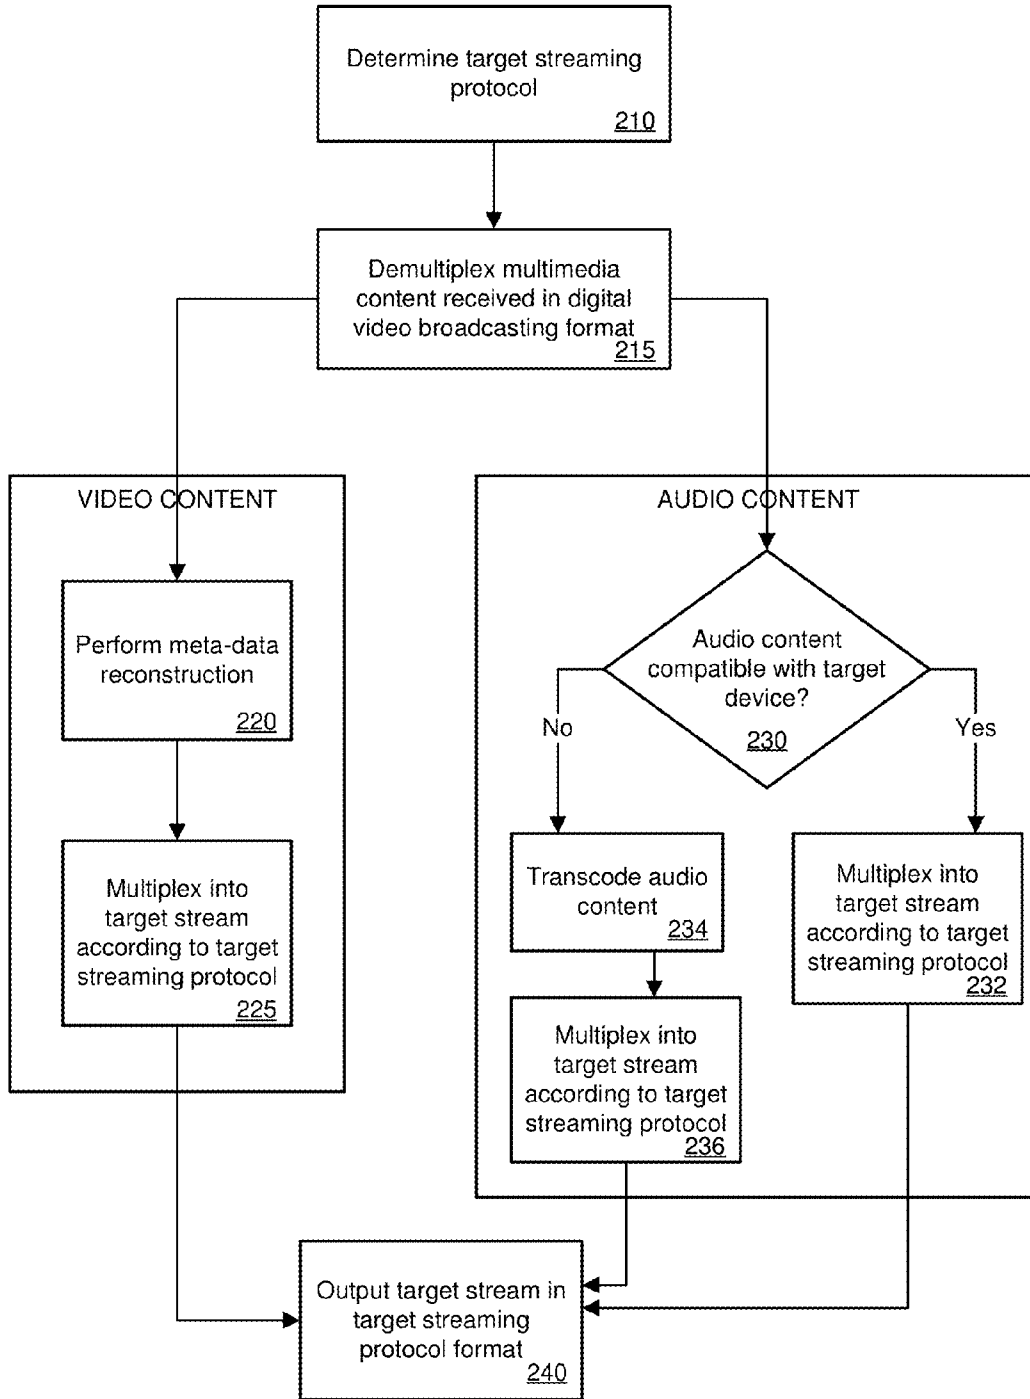 Determine target streaming
protocol
210
Demultiplex multimedia
content received in digital
video broadcasting format
215
VIDEO CONTENT
Perform meta-data
reconstruction
220
Multiplex into
target stream
according to target
streaming protocol
225
AUDIO CONTENT
Audio content
compatible with target
device?
230
No
Yes
Transcode audio
content
234
Multiplex into
target stream
according to target
streaming protocol
236
Multiplex into
target stream
according to target
streaming protocol
232
Output target stream in
target streaming
protocol format
240